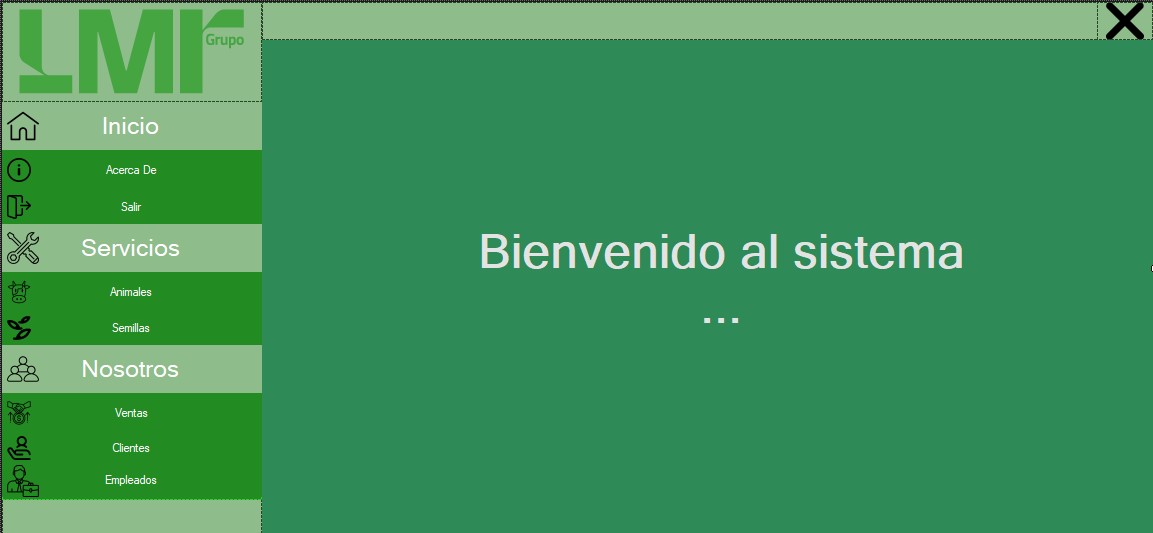 LMr
Grupo
Inicio
Acerca De
Salir
Servicios
Animales
Semillas
Nosotros
Ventas
Clientes
Empleados
Bienvenido al sistema
...